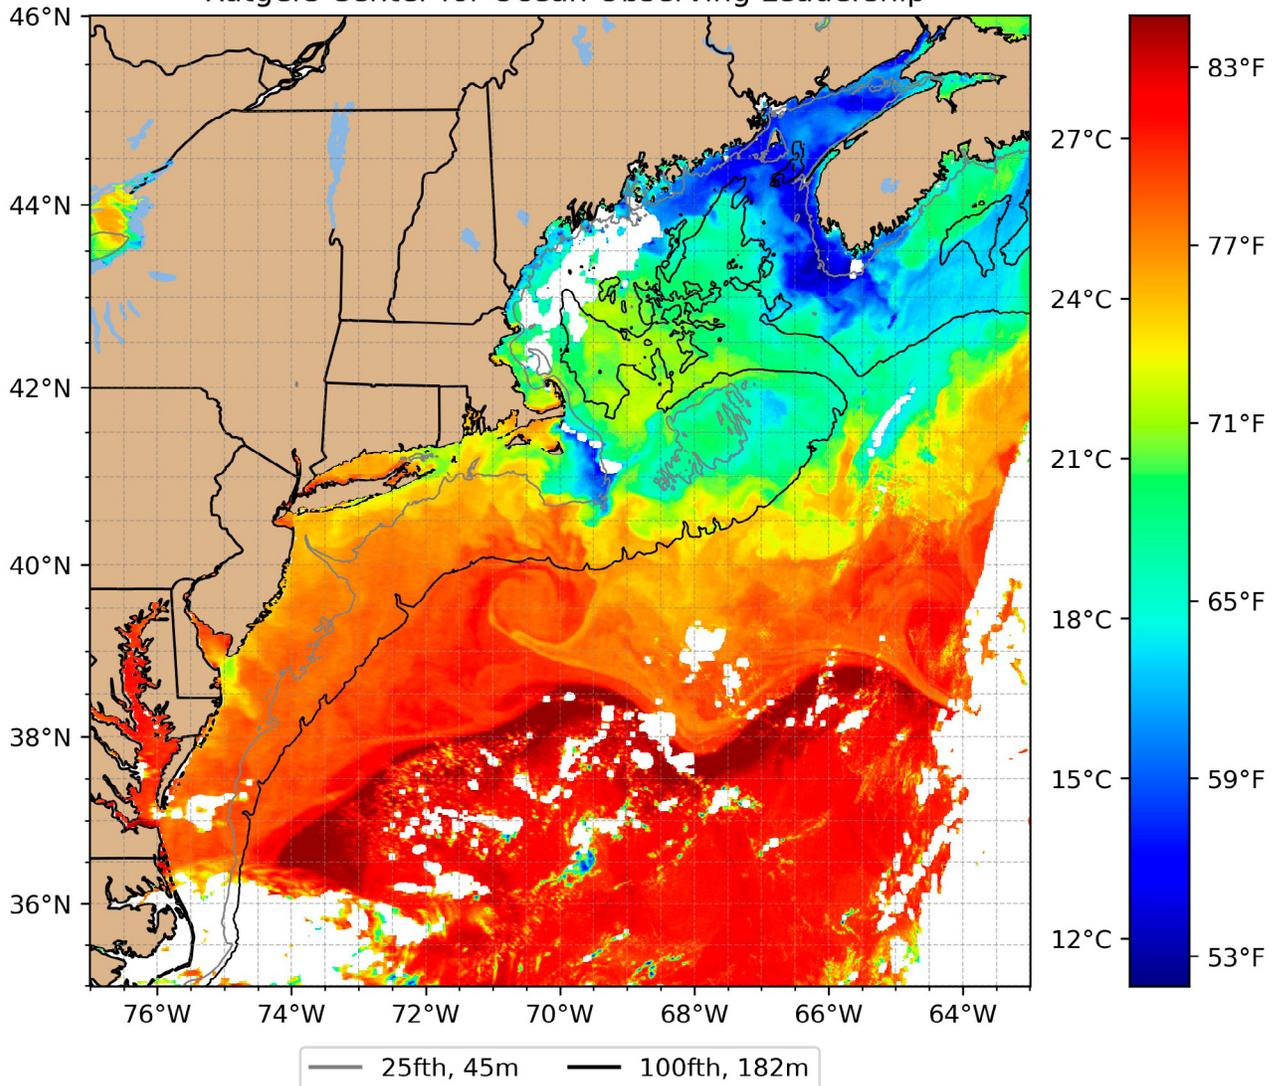 Rutgers Center for Ocean Observing Leadership
46°N
44°N
42°N
40°N
38°N
36°N
76°W 74°W 72°W 70°W 68°W 66°W 64°W
27°C
24°C
21°C
18°C
15°C
12°C
83°F
77°F
71°F
65°F
59°F
53°F
25fth, 45m 100fth, 182m